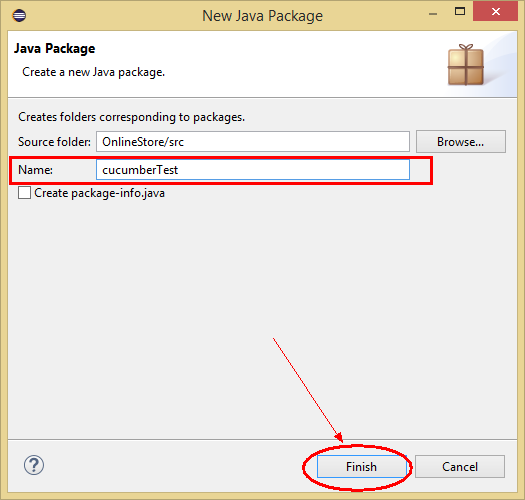 New Java Package
Java Package
Create a new Java package.
Creates folders corresponding to packages.
Source folder: OnlineStore/src Browse...
Name: cucumberTest
Create package-info.java
? Finish Cancel